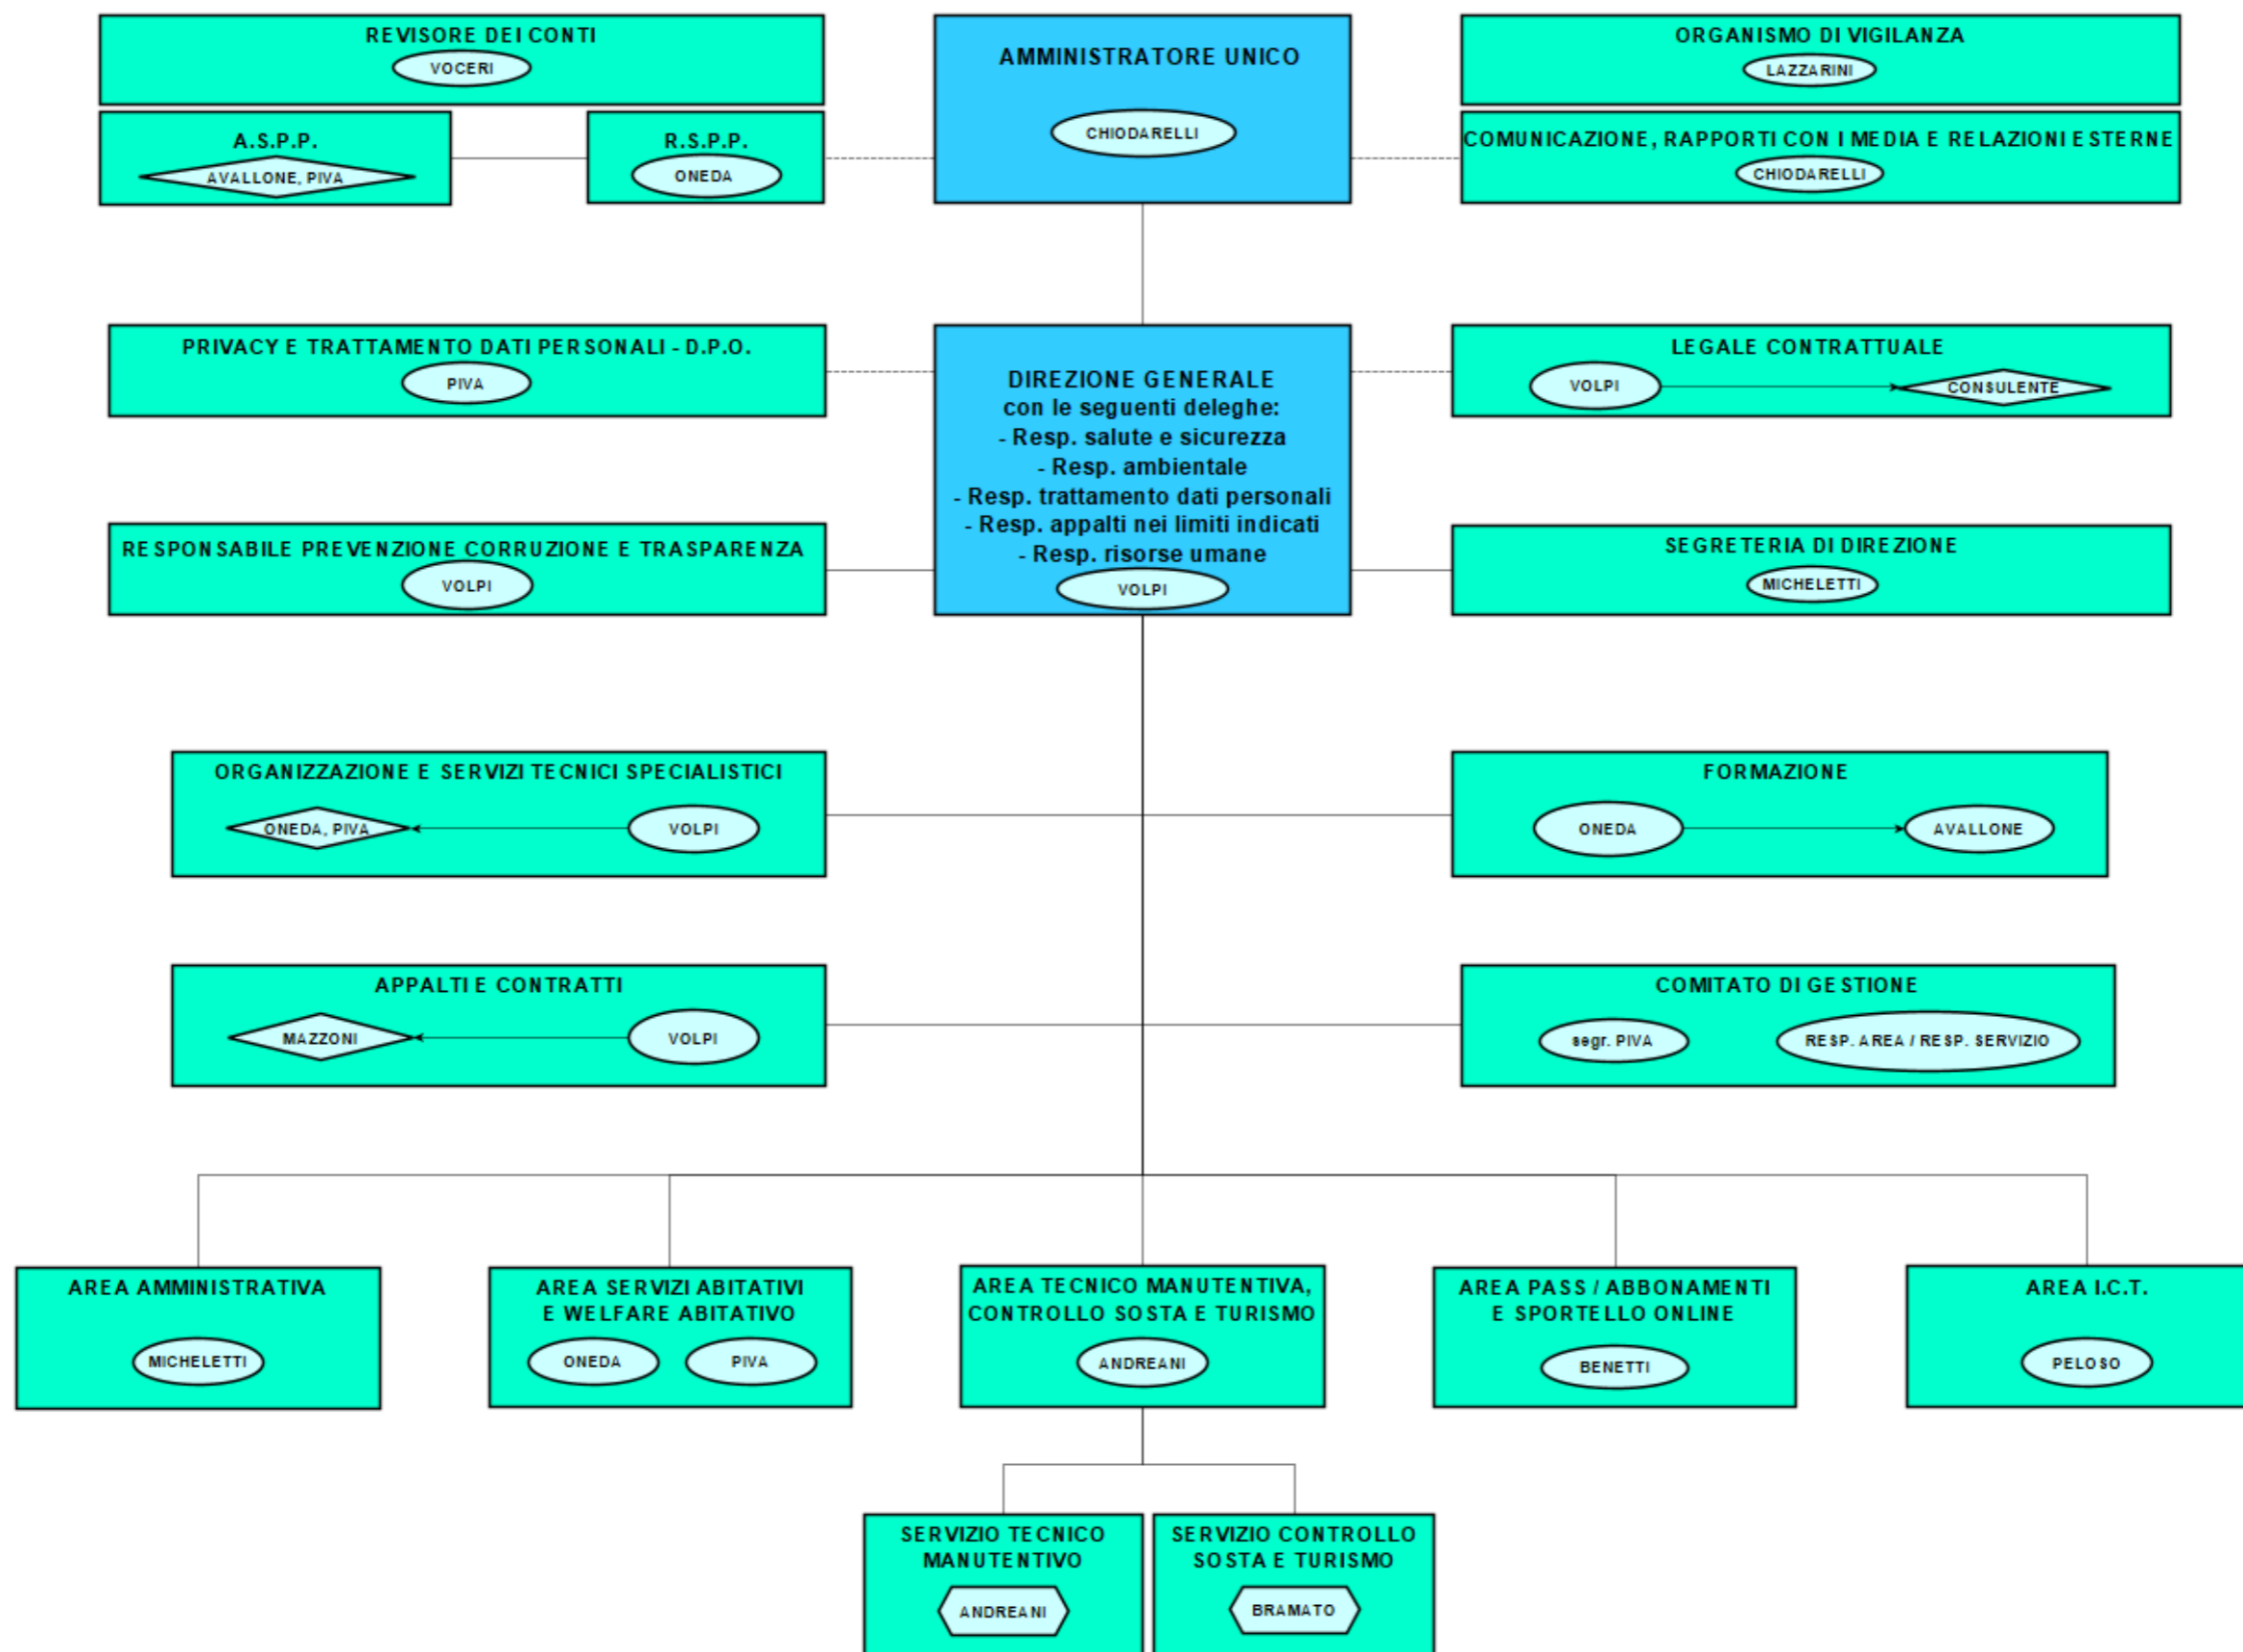 REVISORE DEI CONTI
VOCERI
AMMINISTRATORE UNICO
CHIODARELLI
ORGANISMO DI VIGILANZA
LAZZARINI
A.S.P.P.
AVALLONE, PIVA
R.S.P.P.
ONEDA
COMUNICAZIONE, RAPPORTI CON I MEDIA E RELAZIONI ESTERNE
CHIODARELLI
PRIVACY E TRATTAMENTO DATI PERSONALI - D.P.O.
PIVA
DIREZIONE GENERALE
con le seguenti deleghe:
- Resp. salute e sicurezza
- Resp. ambientale
- Resp. trattamento dati personali
- Resp. appalti nei limiti indicati
- Resp. risorse umane
VOLPI
LEGALE CONTRATTUALE
VOLPI
CONSULENTE
RESPONSABILE PREVENZIONE CORRUZIONE E TRASPARENZA
VOLPI
SEGRETERIA DI DIREZIONE
MICHELETTI
ORGANIZZAZIONE E SERVIZI TECNICI SPECIALISTICI
ONEDA, PIVA
VOLPI
FORMAZIONE
ONEDA
AVALLONE
APPALTI E CONTRATTI
MAZZONI
VOLPI
COMITATO DI GESTIONE
segr. PIVA
RESP. AREA / RESP. SERVIZIO
AREA AMMINISTRATIVA
MICHELETTI
AREA SERVIZI ABITATIVI
E WELFARE ABITATIVO
ONEDA
PIVA
AREA TECNICO MANUTENTIVA,
CONTROLLO SOSTA E TURISMO
ANDREANI
AREA PASS / ABBONAMENTI
E SPORTELLO ONLINE
BENETTI
AREA I.C.T.
PELOSO
SERVIZIO TECNICO
MANUTENTIVO
ANDREANI
SERVIZIO CONTROLLO
SOSTA E TURISMO
BRAMATO